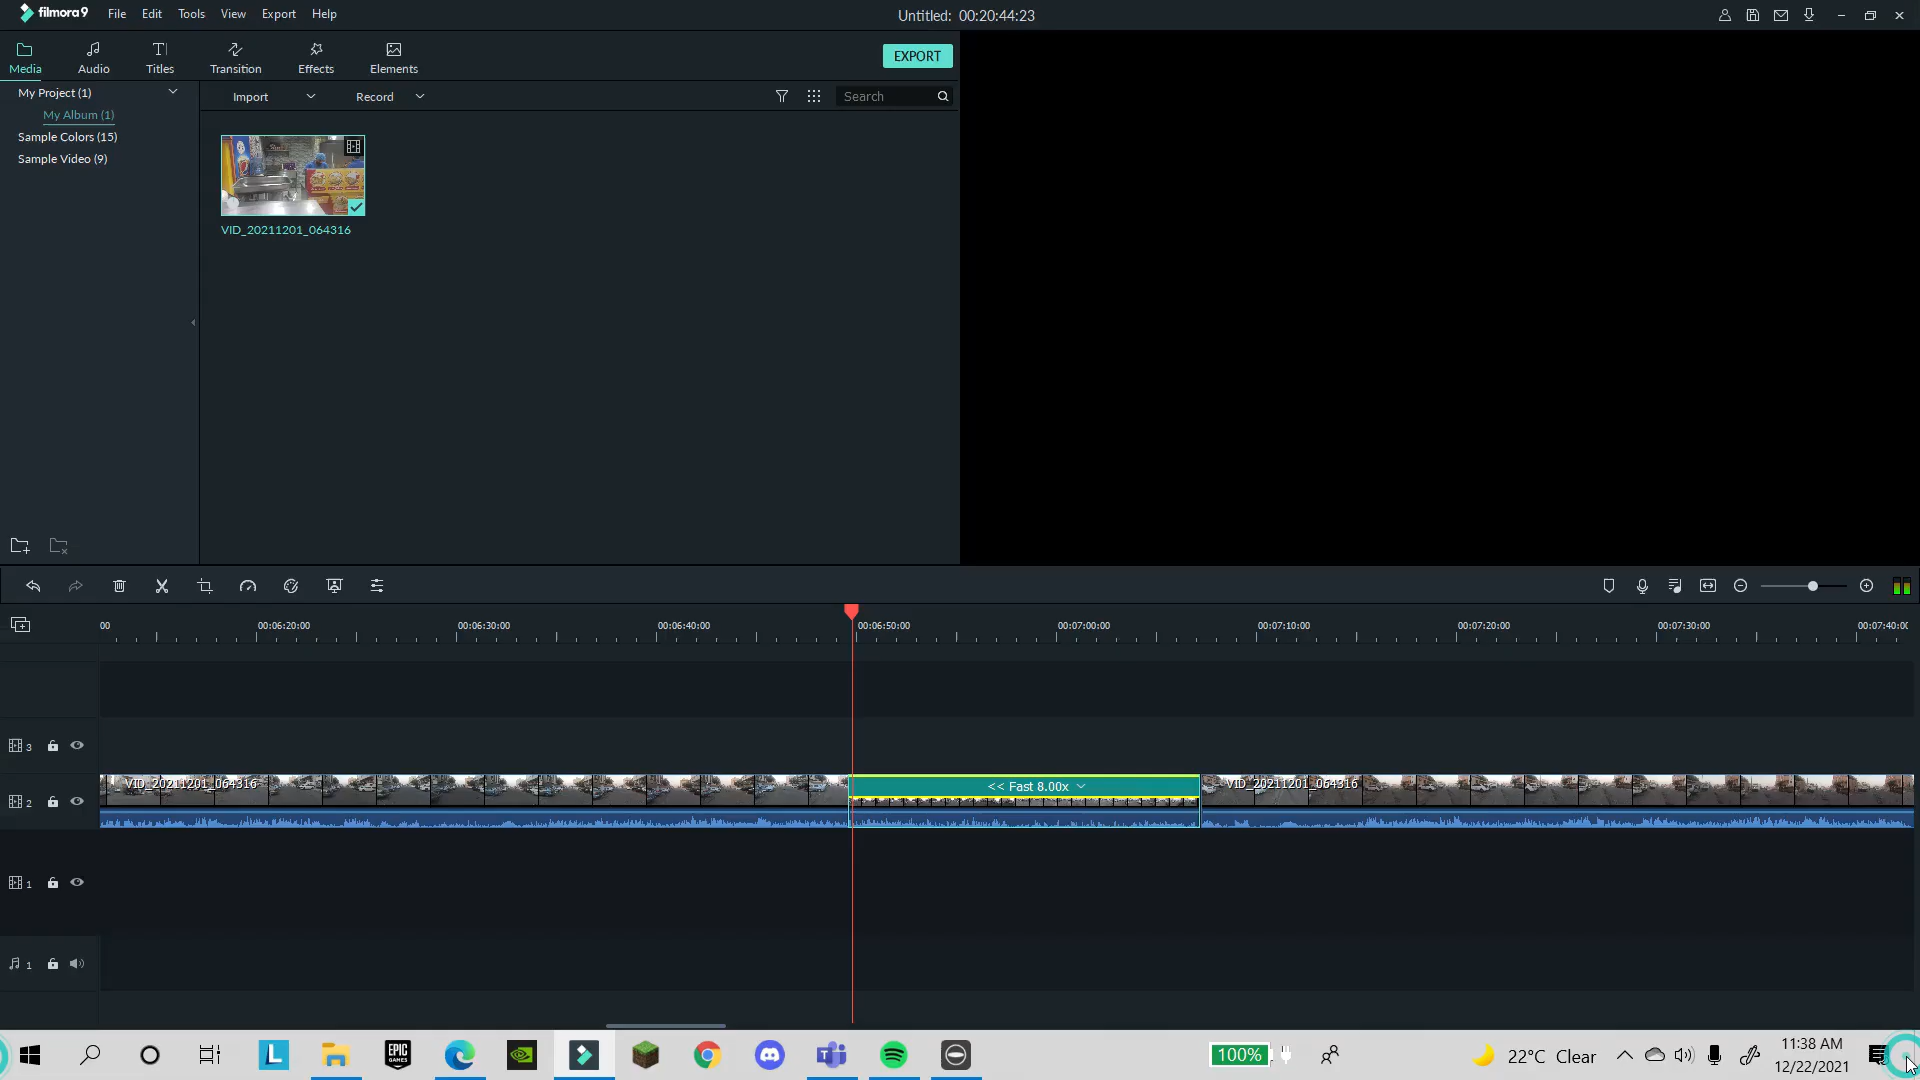 filmora9 File Edit Tools View Export Help Untitled: 00:20:44:23
Media Audio Titles Transition Effects Elements EXPORT
My Project (1) Import Record Search
My Album (1)
Sample Colors (15)
Sample Video (9)
VID_20211201_064316
00 00:06:20:00 00:06:30:00 00:06:40:00 00:06:50:00 00:07:00:00 00:07:10:00 00:07:20:00 00:07:30:00 00:07:40:00
3
VID_20211201_064316 << Fast 8.00x VID_20211201_064316
2
1
1
L EPIC GAMES 100% 22°C Clear 11:38 AM
12/22/2021